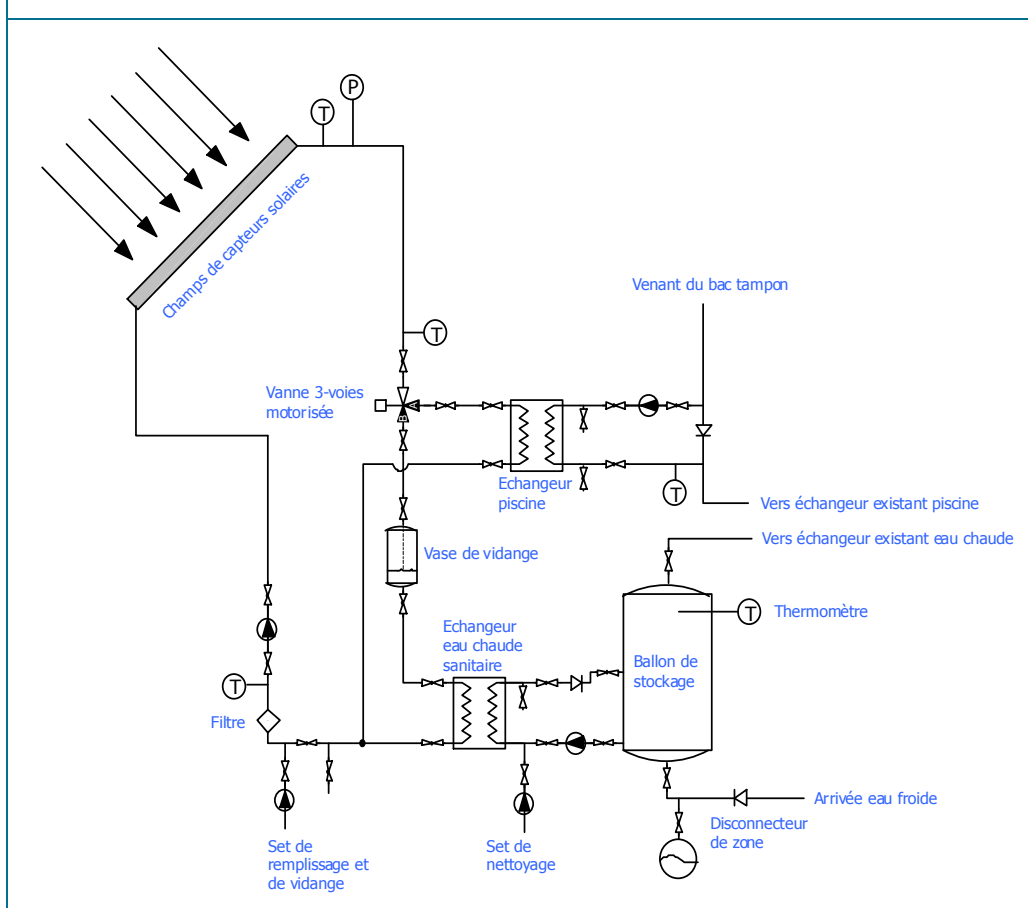 T
P
Champs de capteurs solaires
Venant du bac tampon
T
Vanne 3-voies
motorisée
Echangeur
piscine
T
Vers échangeur existant piscine
Vers échangeur existant eau chaude
Vase de vidange
T
Thermomètre
Echangeur
eau chaude
sanitaire
Ballon de
stockage
T
Filtre
Arrivée eau froide
Disconnecteur
de zone
Set de
remplissage et
de vidange
Set de
nettoyage